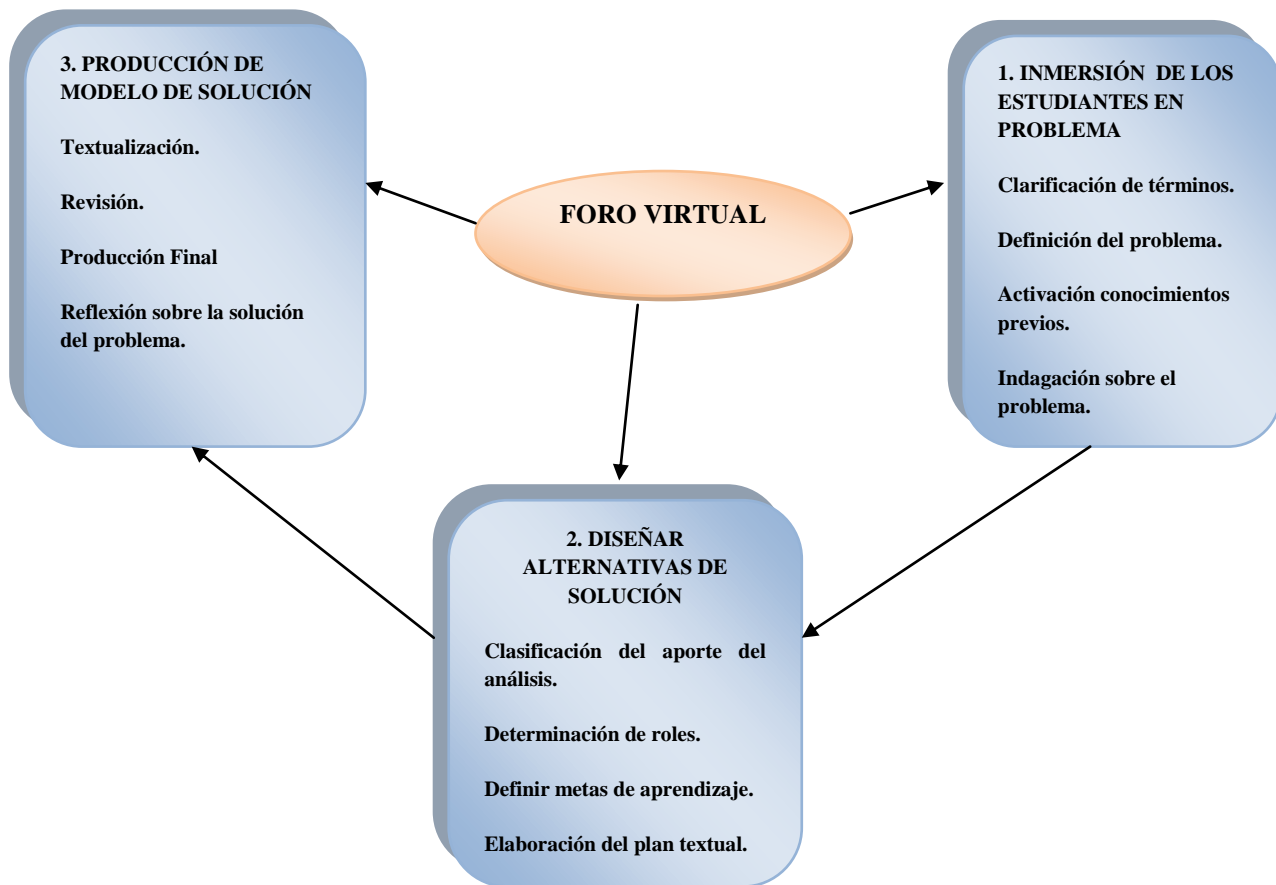 FORO VIRTUAL
1. INMERSIÓN DE LOS
ESTUDIANTES EN
PROBLEMA
Clarificación de términos.
Definición del problema.
Activación conocimientos
previos.
Indagación sobre el
problema.
2. DISEÑAR
ALTERNATIVAS DE
SOLUCIÓN
Clasificación del aporte del
análisis.
Determinación de roles.
Definir metas de aprendizaje.
Elaboración del plan textual.
3. PRODUCCIÓN DE
MODELO DE SOLUCIÓN
Textualización.
Revisión.
Producción Final
Reflexión sobre la solución
del problema.